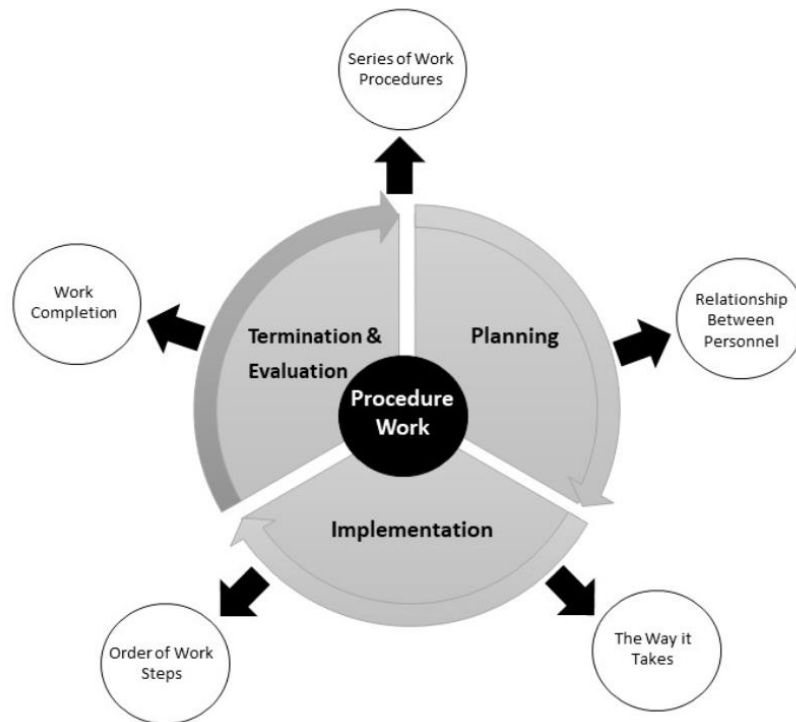 Series of Work
Procedures
Work
Completion
Relationship
Between
Personnel
Termination &
Evaluation
Planning
Procedure
Work
Implementation
Order of Work
Steps
The Way it
Takes